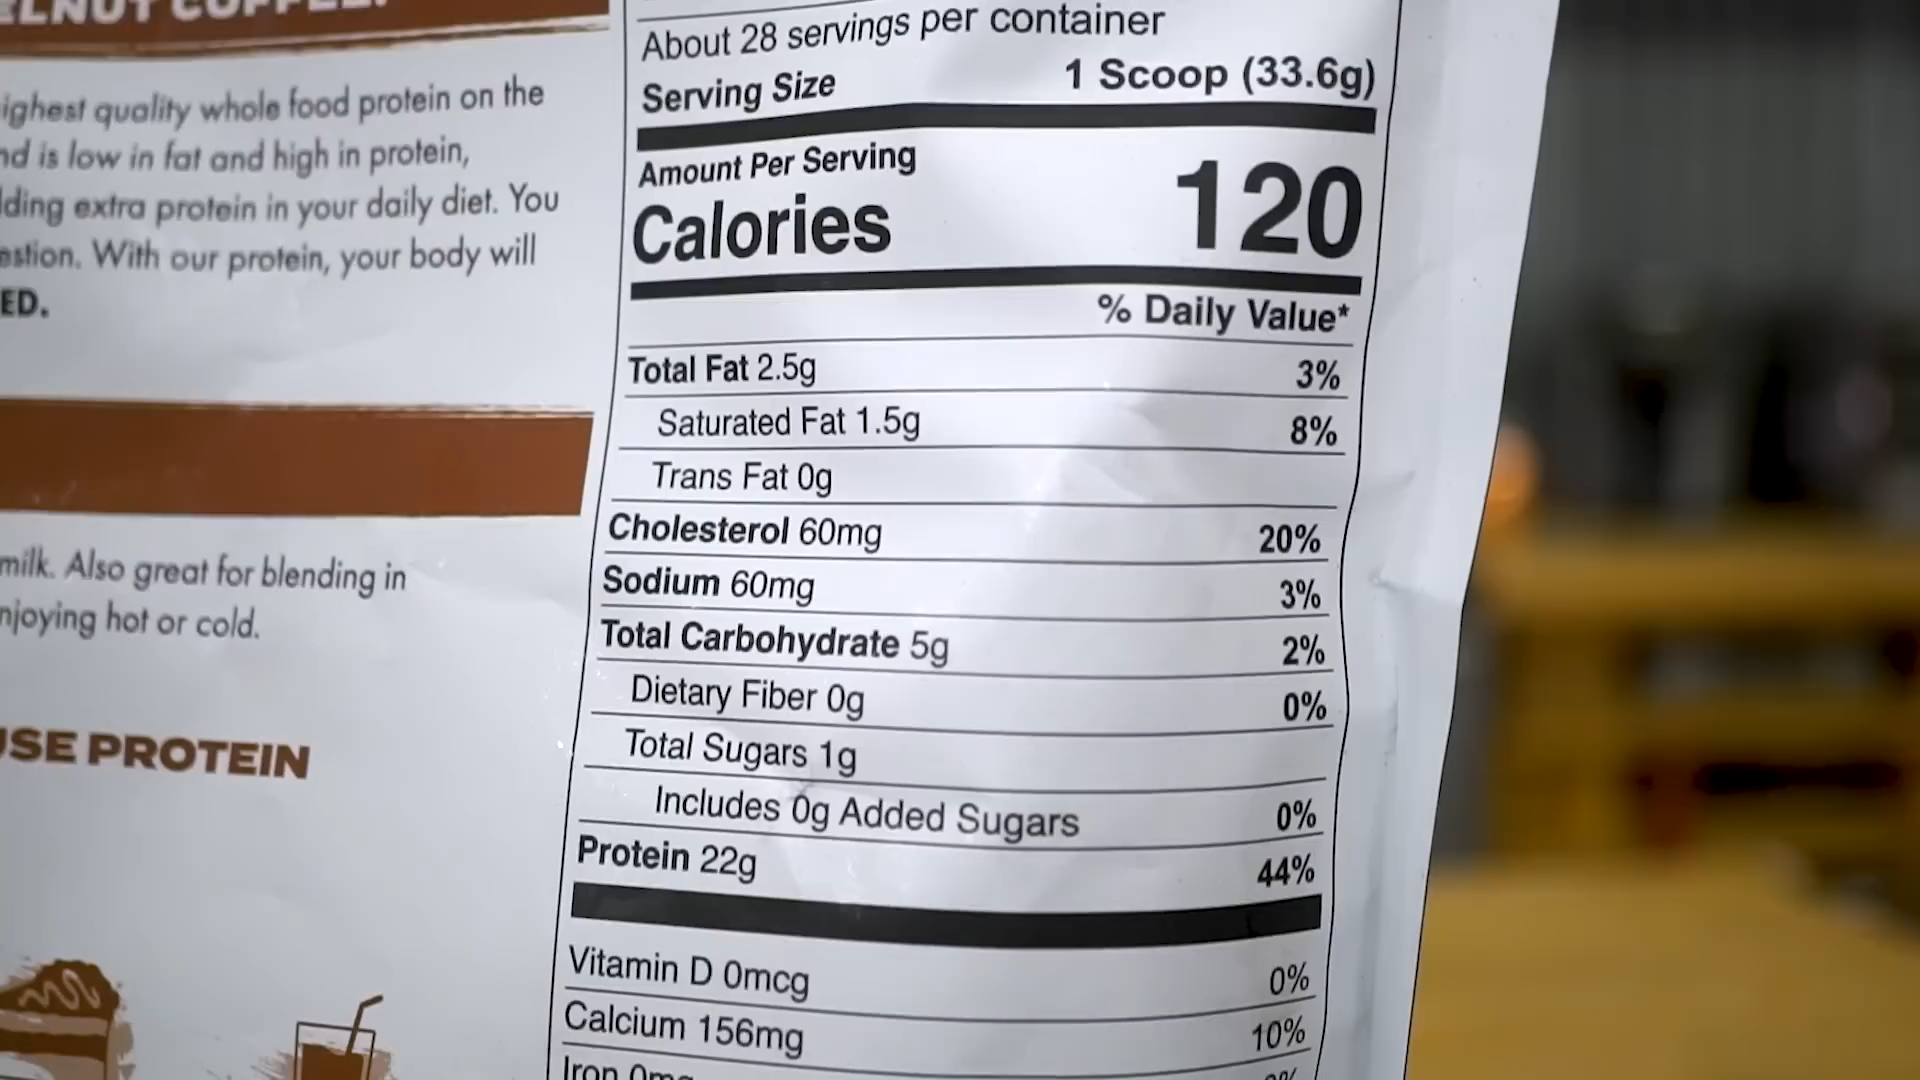 ighest quality whole food protein on the
nd is low in fat and high in protein,
ding extra protein in your daily diet. You
estion. With our protein, your body will
ED.
milk. Also great for blending in
njoying hot or cold.
USE PROTEIN
About 28 servings per container
Serving Size 1 Scoop (33.6g)
Amount Per Serving
Calories 120
% Daily Value*
Total Fat 2.5g 3%
Saturated Fat 1.5g 8%
Trans Fat 0g
Cholesterol 60mg 20%
Sodium 60mg 3%
Total Carbohydrate 5g 2%
Dietary Fiber 0g 0%
Total Sugars 1g
Includes 0g Added Sugars 0%
Protein 22g 44%
Vitamin D 0mcg 0%
Calcium 156mg 10%
Iron